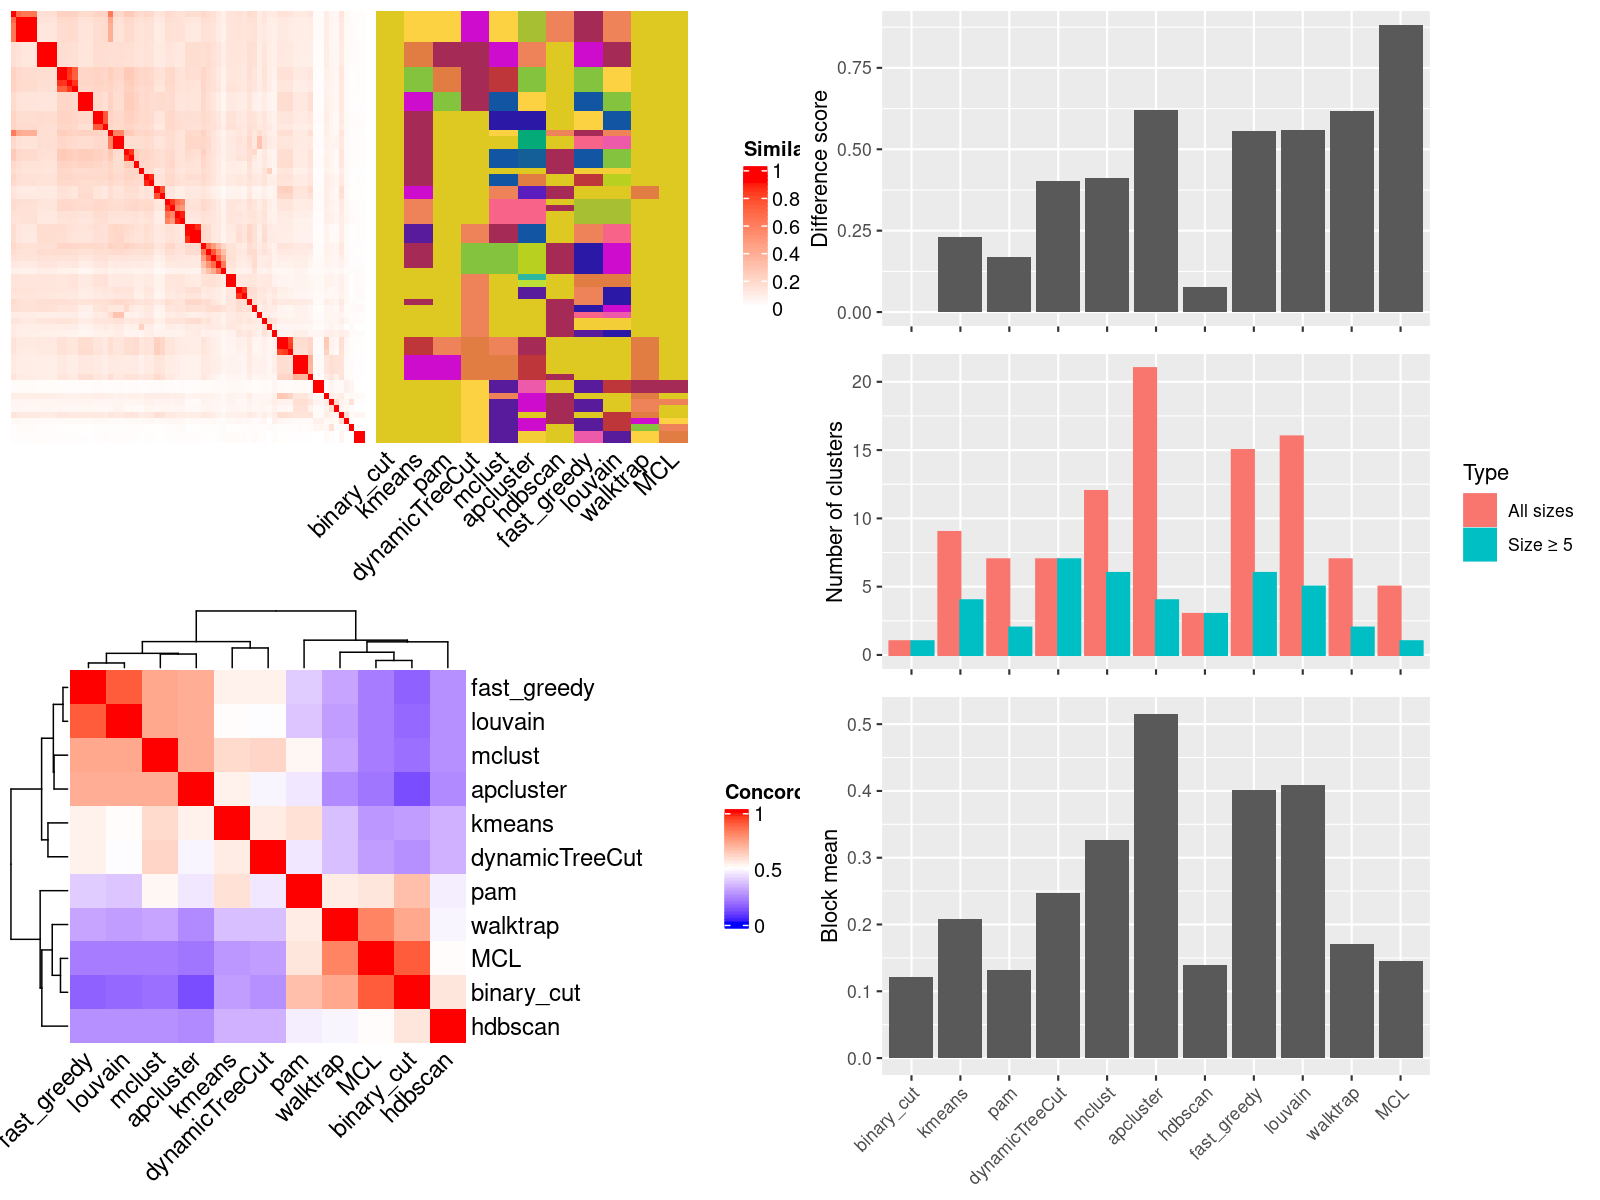 Simila
1
0.8
0.6
0.4
0.2
0
binary_cut
kmeans
pam
dynamicTreeCut
mclust
apcluster
hdbscan
fast_greedy
louvain
walktrap
MCL
fast_greedy
louvain
mclust
apcluster
kmeans
dynamicTreeCut
pam
walktrap
MCL
binary_cut
hdbscan
Concord
1
0.5
0
fast_greedy
louvain
mclust
apcluster
kmeans
dynamicTreeCut
pam
walktrap
MCL
binary_cut
hdbscan
Difference score
0.75
0.50
0.25
0.00
Number of clusters
20
15
10
5
0
Type
All sizes
Size ≥ 5
Block mean
0.5
0.4
0.3
0.2
0.1
0.0
binary_cut
kmeans
pam
dynamicTreeCut
mclust
apcluster
hdbscan
fast_greedy
louvain
walktrap
MCL